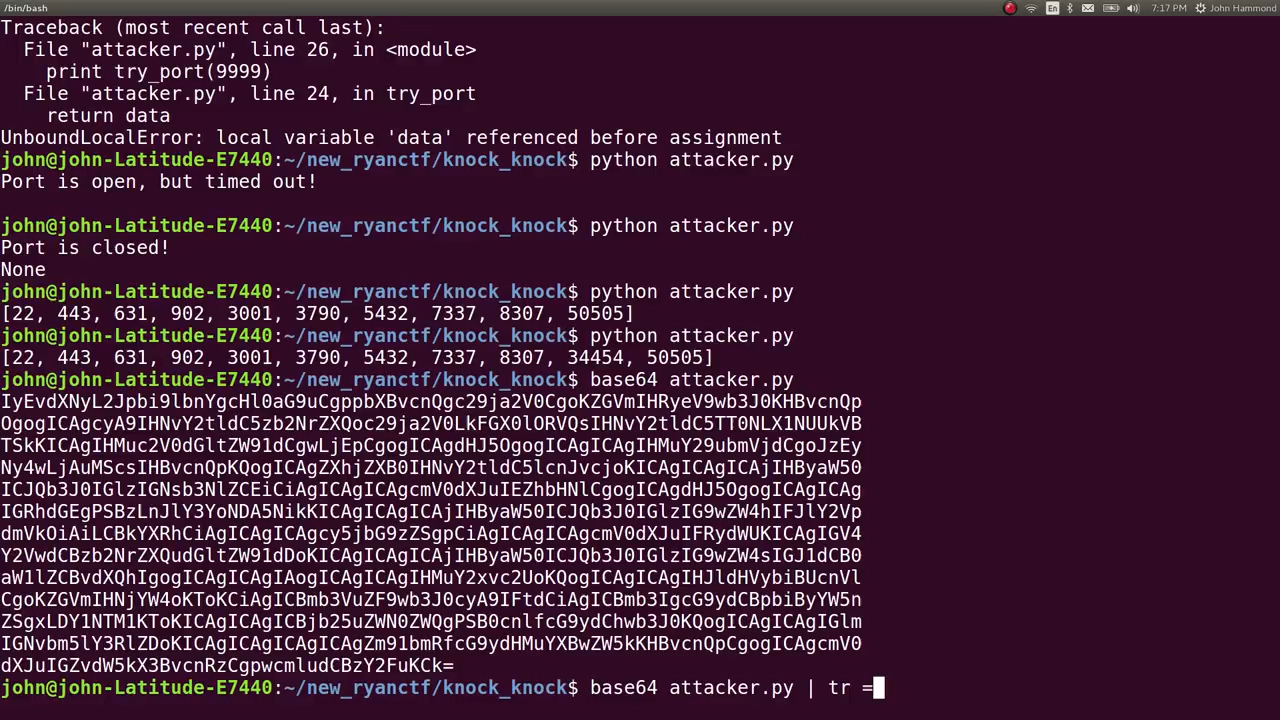 /bin/bash
En
7:17 PM
John Hammond
Traceback (most recent call last):
  File "attacker.py", line 26, in <module>
    print try_port(9999)
  File "attacker.py", line 24, in try_port
    return data
UnboundLocalError: local variable 'data' referenced before assignment
john@john-Latitude-E7440:~/new_ryanctf/knock_knock$ python attacker.py
Port is open, but timed out!
john@john-Latitude-E7440:~/new_ryanctf/knock_knock$ python attacker.py
Port is closed!
None
john@john-Latitude-E7440:~/new_ryanctf/knock_knock$ python attacker.py
[22, 443, 631, 902, 3001, 3790, 5432, 7337, 8307, 50505]
john@john-Latitude-E7440:~/new_ryanctf/knock_knock$ python attacker.py
[22, 443, 631, 902, 3001, 3790, 5432, 7337, 8307, 34454, 50505]
john@john-Latitude-E7440:~/new_ryanctf/knock_knock$ base64 attacker.py
IyEvdXNyL2Jpbi9lbnYgcHl0aG9uCgppbXBvcnQgc29ja2V0CgoKZGVmIHRyeV9wb3J0KHBvcnQp
OgogICAgcyA9IHNvY2tldC5zb2NrZXQoc29ja2V0LkFGX0lORVQsIHNvY2tldC5TT0NLX1NUUkVB
TSkKICAgIHMuc2V0dGltZW91dCgwLjEpCgogICAgdHJ5OgogICAgICAgIHMuY29ubmVjdCgoJzEy
Ny4wLjAuMScsIHBvcnQpKQogICAgZXhjZXB0IHNvY2tldC5lcnJvcjoKICAgICAgICAjIHByaW50
ICJQb3J0IGlzIGNsb3NlZCEiCiAgICAgICAgcmV0dXJuIEZhbHNlCgogICAgdHJ5OgogICAgICAg
IGRhdGEgPSBzLnJlY3YoNDA5NikKICAgICAgICAjIHByaW50ICJQb3J0IGlzIG9wZW4hIFJlY2Vp
dmVkOiAiLCBkYXRhCiAgICAgICAgcy5jbG9zZSgpCiAgICAgICAgcmV0dXJuIFRydWUKICAgIGV4
Y2VwdCBzb2NrZXQudGltZW91dDoKICAgICAgICAjIHByaW50ICJQb3J0IGlzIG9wZW4sIGJ1dCB0
aW1lZCBvdXQhIgogICAgICAgIAogICAgICAgIHMuY2xvc2UoKQogICAgICAgIHJldHVybiBUcnVl
CgoKZGVmIHNjYW4oKToKCiAgICBmb3VuZF9wb3J0cyA9IFtdCiAgICBmb3IgcG9ydCBpbiByYW5n
ZSgxLDY1NTM1KToKICAgICAgICBjb25uZWN0ZWQgPSB0cnlfcG9ydChwb3J0KQogICAgICAgIGlm
IGNvbm5lY3RlZDoKICAgICAgICAgICAgZm91bmRfcG9ydHMuYXBwZW5kKHBvcnQpCgogICAgcmV0
dXJuIGZvdW5kX3BvcnRzCgpwcmludCBzY2FuKCk=
john@john-Latitude-E7440:~/new_ryanctf/knock_knock$ base64 attacker.py | tr =